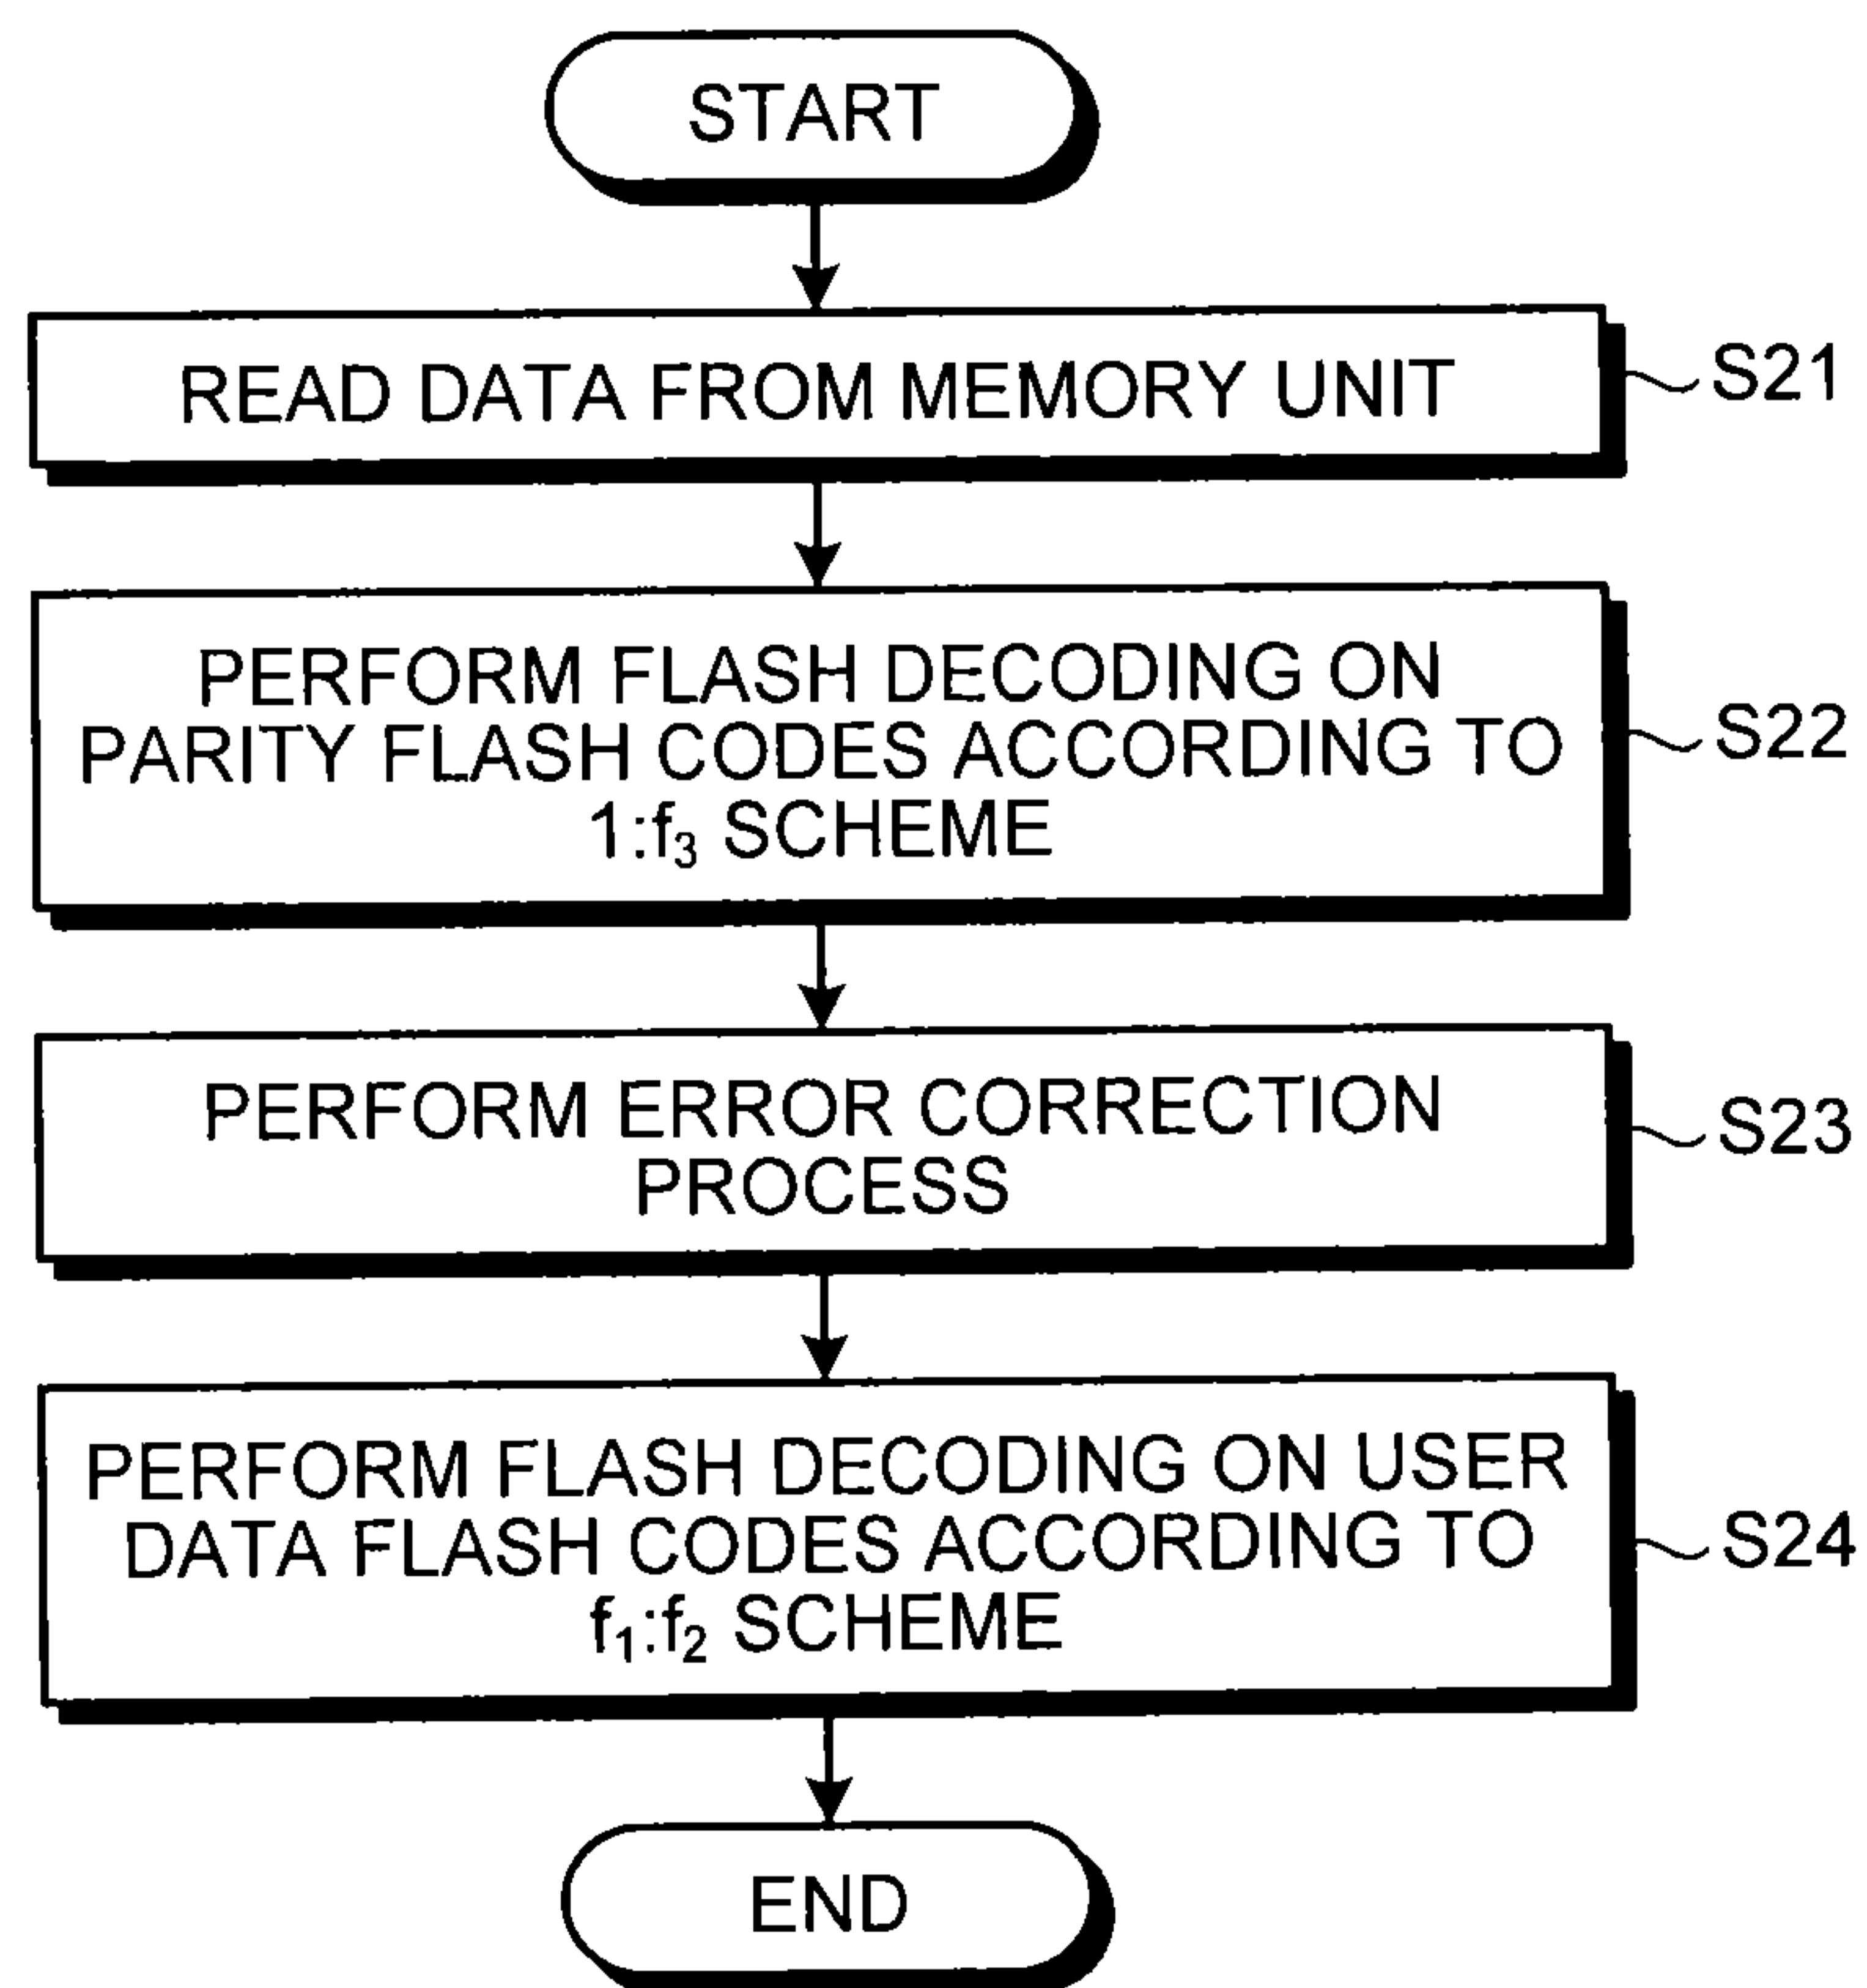 START
READ DATA FROM MEMORY UNIT
S21
PERFORM FLASH DECODING ON
PARITY FLASH CODES ACCORDING TO
1:f₃ SCHEME
S22
PERFORM ERROR CORRECTION
PROCESS
S23
PERFORM FLASH DECODING ON USER
DATA FLASH CODES ACCORDING TO
f₁:f₂ SCHEME
S24
END